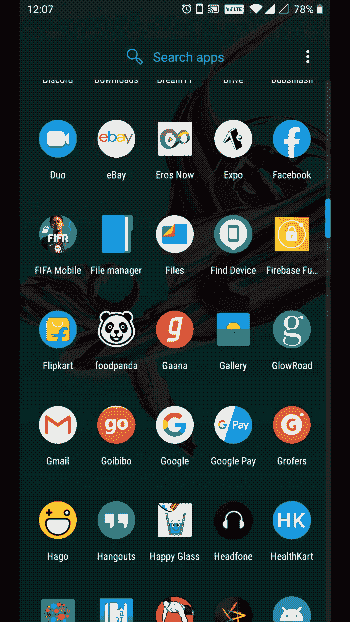 12:07
VoLTE
78%
Search apps
Discord Downloads Drive Dubsmash
Duo eBay Eros Now Expo Facebook
FIFA Mobile File manager Files Find Device Firebase Fu...
Flipkart foodpanda Gaana Gallery GlowRoad
Gmail Goibibo Google Google Pay Grofers
Hago Hangouts Happy Glass Headfone HealthKart